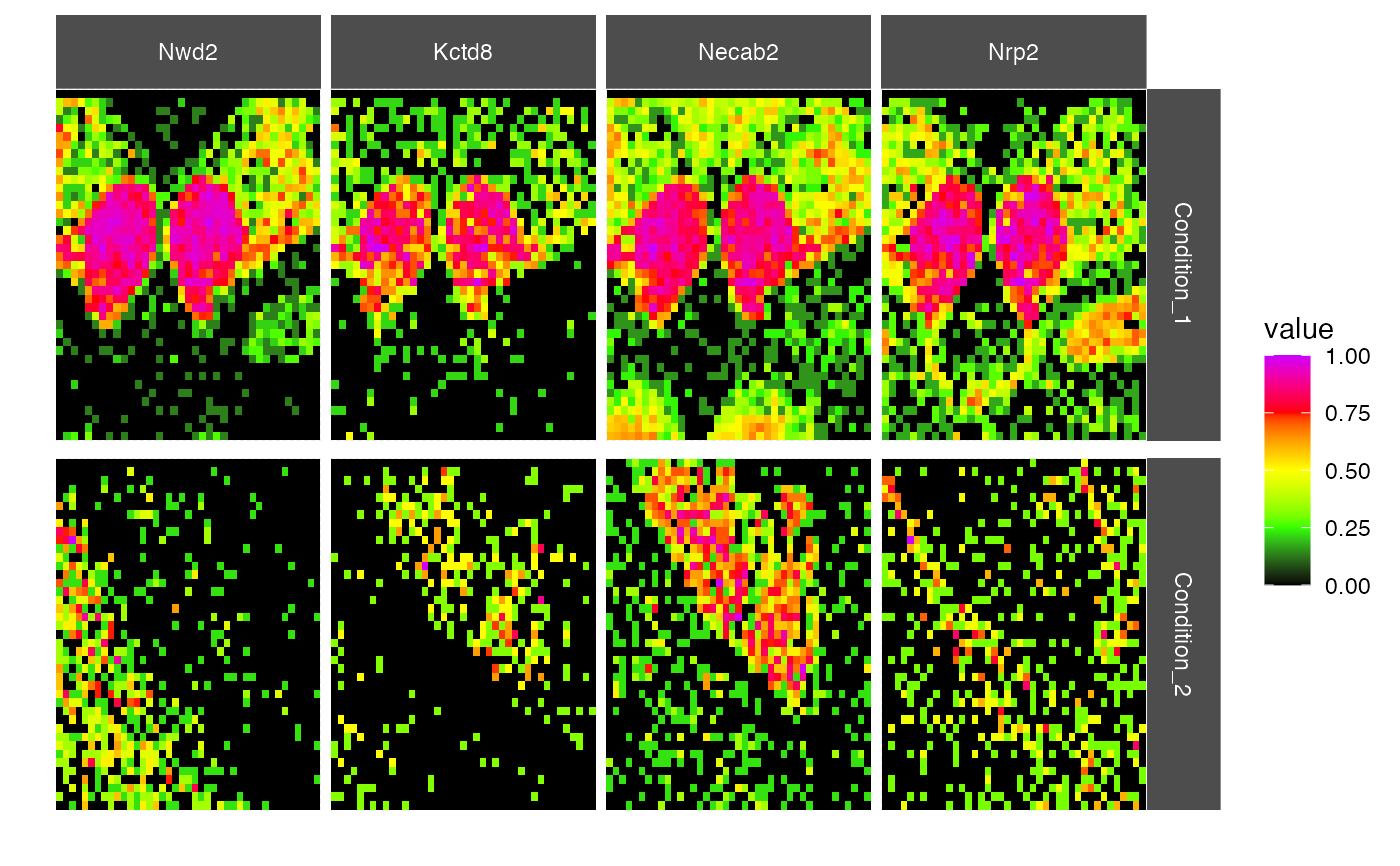 Nwd2
Kctd8
Necab2
Nrp2
Condition_1
Condition_2
value
1.00
0.75
0.50
0.25
0.00